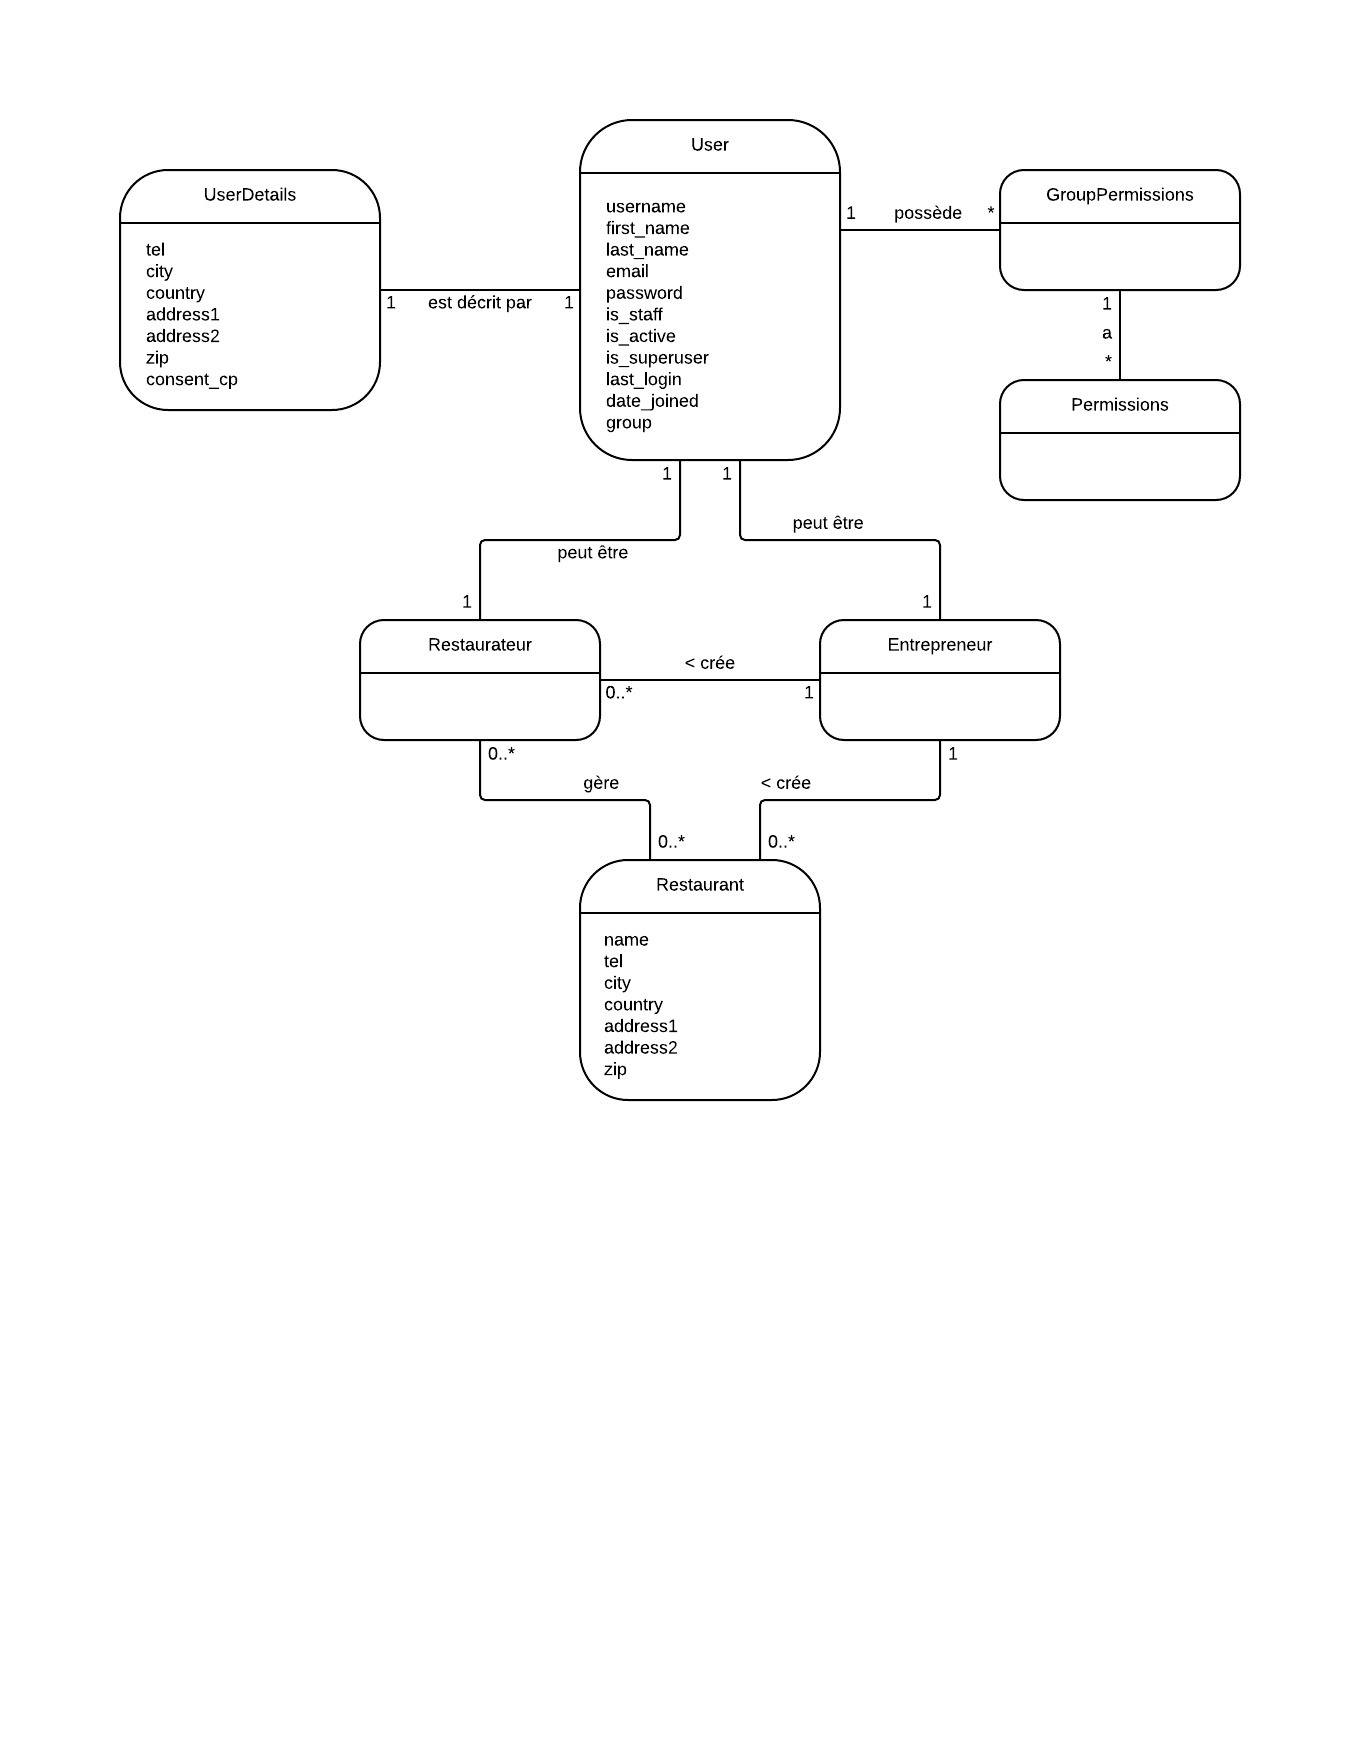 User
username
first_name
last_name
email
password
is_staff
is_active
is_superuser
last_login
date_joined
group
UserDetails
tel
city
country
address1
address2
zip
consent_cp
1 est décrit par 1
1 possède *
GroupPermissions
1
a
*
Permissions
1
peut être
1
1
peut être
1
Restaurateur
< crée
0..* 1
Entrepreneur
0..*
gère
0..*
1
< crée
0..*
Restaurant
name
tel
city
country
address1
address2
zip